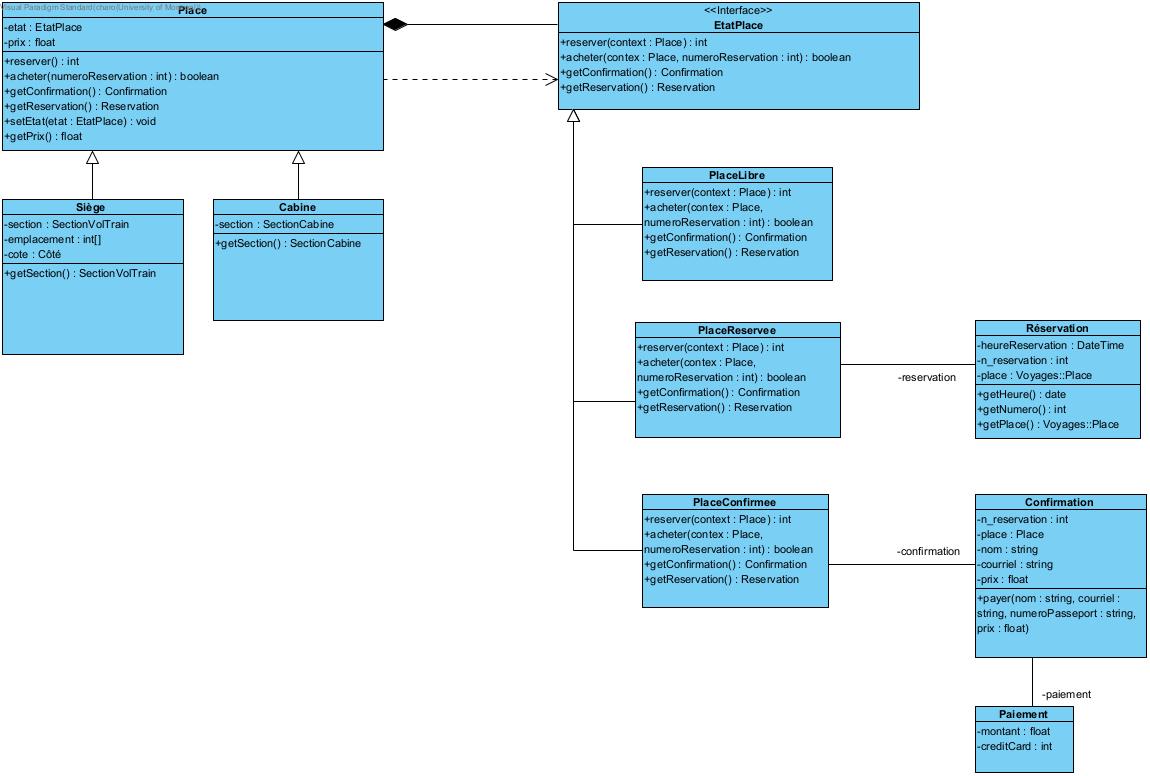 Visual Paradigm Standard(charo(University of Montreal))
Place
-etat : EtatPlace
-prix : float
+reserver() : int
+acheter(numeroReservation : int) : boolean
+getConfirmation() : Confirmation
+getReservation() : Reservation
+setEtat(etat : EtatPlace) : void
+getPrix() : float
<<Interface>>
EtatPlace
+reserver(context : Place) : int
+acheter(contex : Place, numeroReservation : int) : boolean
+getConfirmation() : Confirmation
+getReservation() : Reservation
Siège
-section : SectionVolTrain
-emplacement : int[]
-cote : Côté
+getSection() : SectionVolTrain
Cabine
-section : SectionCabine
+getSection() : SectionCabine
PlaceLibre
+reserver(context : Place) : int
+acheter(contex : Place,
numeroReservation : int) : boolean
+getConfirmation() : Confirmation
+getReservation() : Reservation
PlaceReservee
+reserver(context : Place) : int
+acheter(contex : Place,
numeroReservation : int) : boolean
+getConfirmation() : Confirmation
+getReservation() : Reservation
-reservation
Réservation
-heureReservation : DateTime
-n_reservation : int
-place : Voyages::Place
+getHeure() : date
+getNumero() : int
+getPlace() : Voyages::Place
PlaceConfirmee
+reserver(context : Place) : int
+acheter(contex : Place,
numeroReservation : int) : boolean
+getConfirmation() : Confirmation
+getReservation() : Reservation
-confirmation
Confirmation
-n_reservation : int
-place : Place
-nom : string
-courriel : string
-prix : float
+payer(nom : string, courriel :
string, numeroPasseport : string,
prix : float)
-paiement
Paiement
-montant : float
-creditCard : int